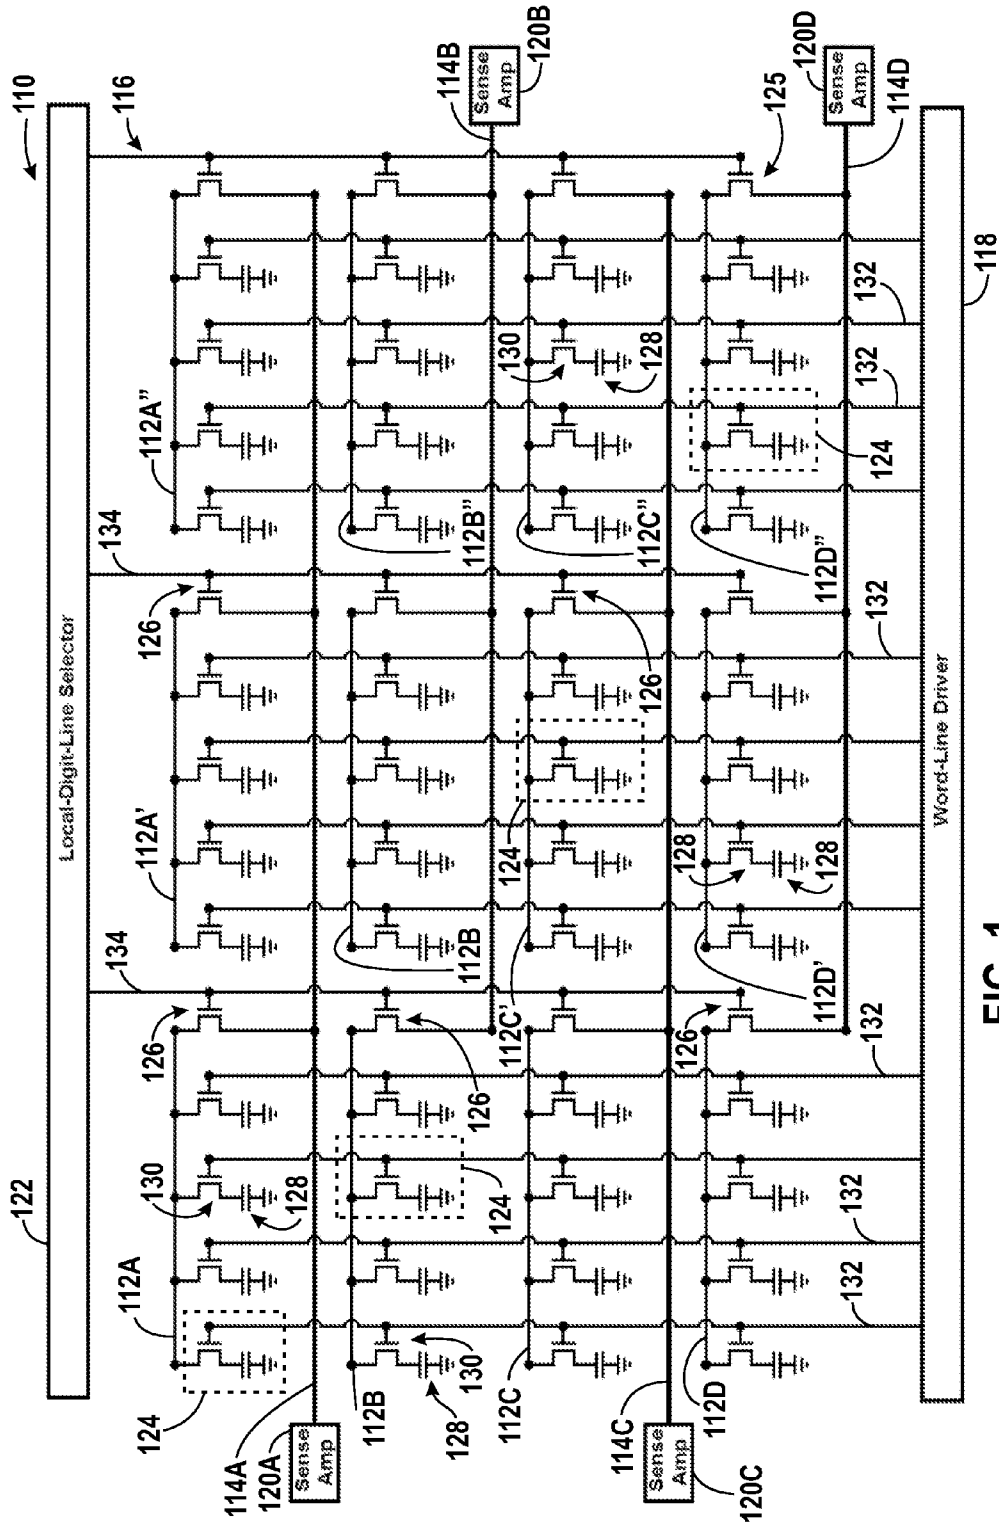 110
116
114B
Sense
Amp
120B
120D
Sense
Amp
114D
125
118
132
132
130
128
124
112A"
112B"
112C"
112D"
134
126
126
132
Local-Digit-Line Selector
Word-Line Driver
112A'
124
128
128
112B
112C'
112D'
134
126
126
126
132
122
130
128
124
132
112A
132
124
112B
128
130
112C
112D
114A
120A
Sense
Amp
114C
Sense
Amp
120C
FIG. 1